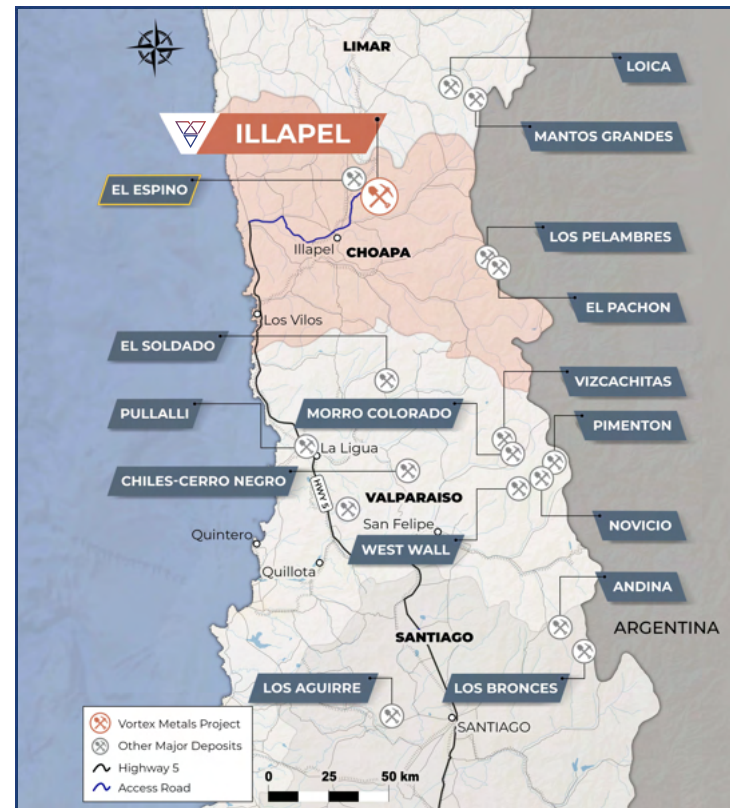 LIMAR
LOICA
MANTOS GRANDES
ILLAPEL
EL ESPINO
LOS PELAMBRES
Illapel
CHOAPA
EL PACHON
Los Vilos
EL SOLDADO
VIZCACHITAS
PULLALLI
MORRO COLORADO
PIMENTON
La Ligua
CHILES-CERRO NEGRO
HWY 5
VALPARAISO
San Felipe
NOVICIO
Quintero
WEST WALL
Quillota
ANDINA
ARGENTINA
SANTIAGO
LOS AGUIRRE
LOS BRONCES
SANTIAGO
Vortex Metals Project
Other Major Deposits
Highway 5
Access Road
0 25 50 km